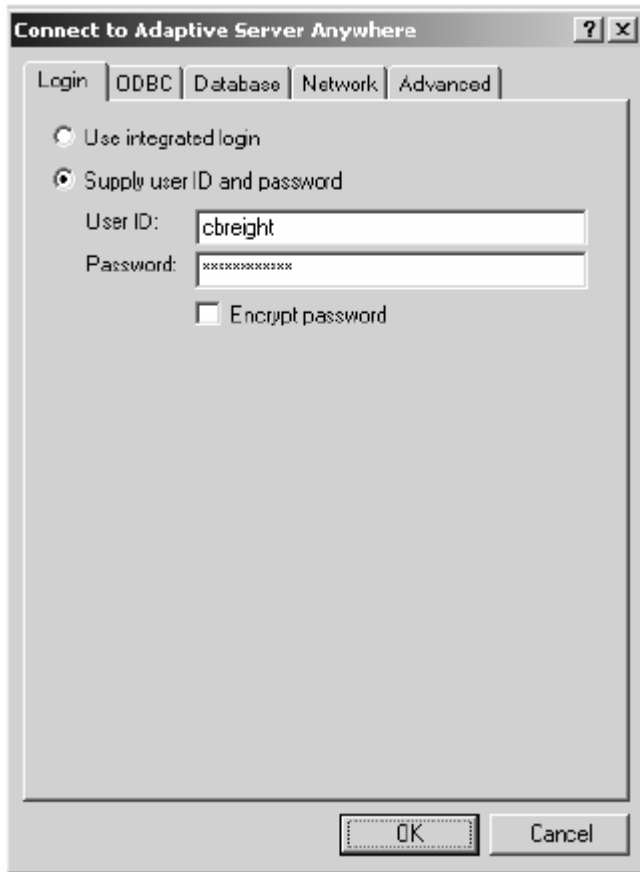 Connect to Adaptive Server Anywhere ? x
Login ODBC Database Network Advanced
Use integrated login
Supply user ID and password
User ID: cbreight
Password: xxxxxxxxxxxx
Encrypt password
OK Cancel